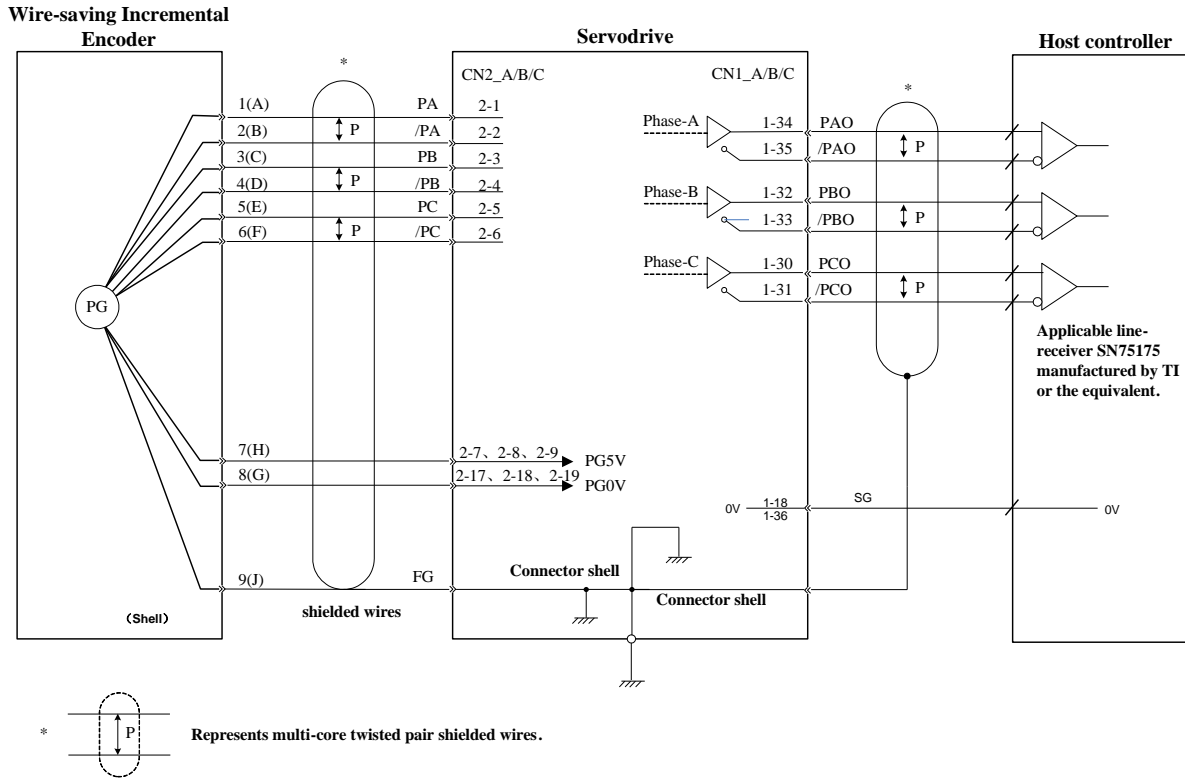 Wire-saving Incremental
Encoder
Servodrive
Host controller
*
CN2_A/B/C
CN1_A/B/C
*
1(A)
PA
2-1
2(B)
P
/PA
2-2
3(C)
PB
2-3
4(D)
P
/PB
2-4
5(E)
PC
2-5
6(F)
P
/PC
2-6
Phase-A
1-34
PAO
1-35
/PAO
P
Phase-B
1-32
PBO
1-33
/PBO
P
Phase-C
1-30
PCO
1-31
/PCO
P
PG
Applicable line-
receiver SN75175
manufactured by TI
or the equivalent.
7(H)
2-7、2-8、2-9
PG5V
8(G)
2-17、2-18、2-19
PG0V
0V
1-18
1-36
SG
0V
9(J)
FG
Connector shell
Connector shell
(Shell)
shielded wires
*
P
Represents multi-core twisted pair shielded wires.